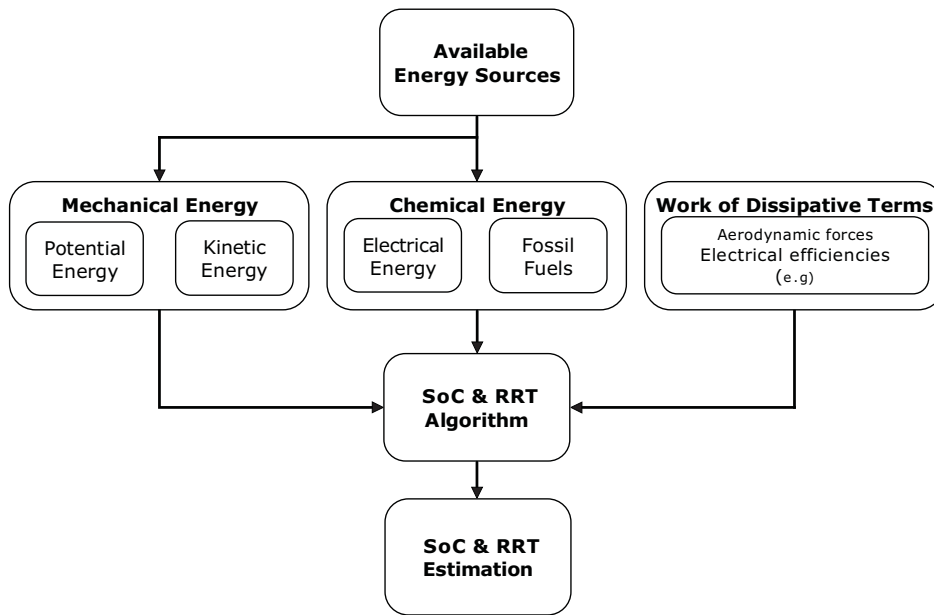 Available
Energy Sources
Mechanical Energy
Potential
Energy
Kinetic
Energy
Chemical Energy
Electrical
Energy
Fossil
Fuels
Work of Dissipative Terms
Aerodynamic forces
Electrical efficiencies
(e.g)
SoC & RRT
Algorithm
SoC & RRT
Estimation